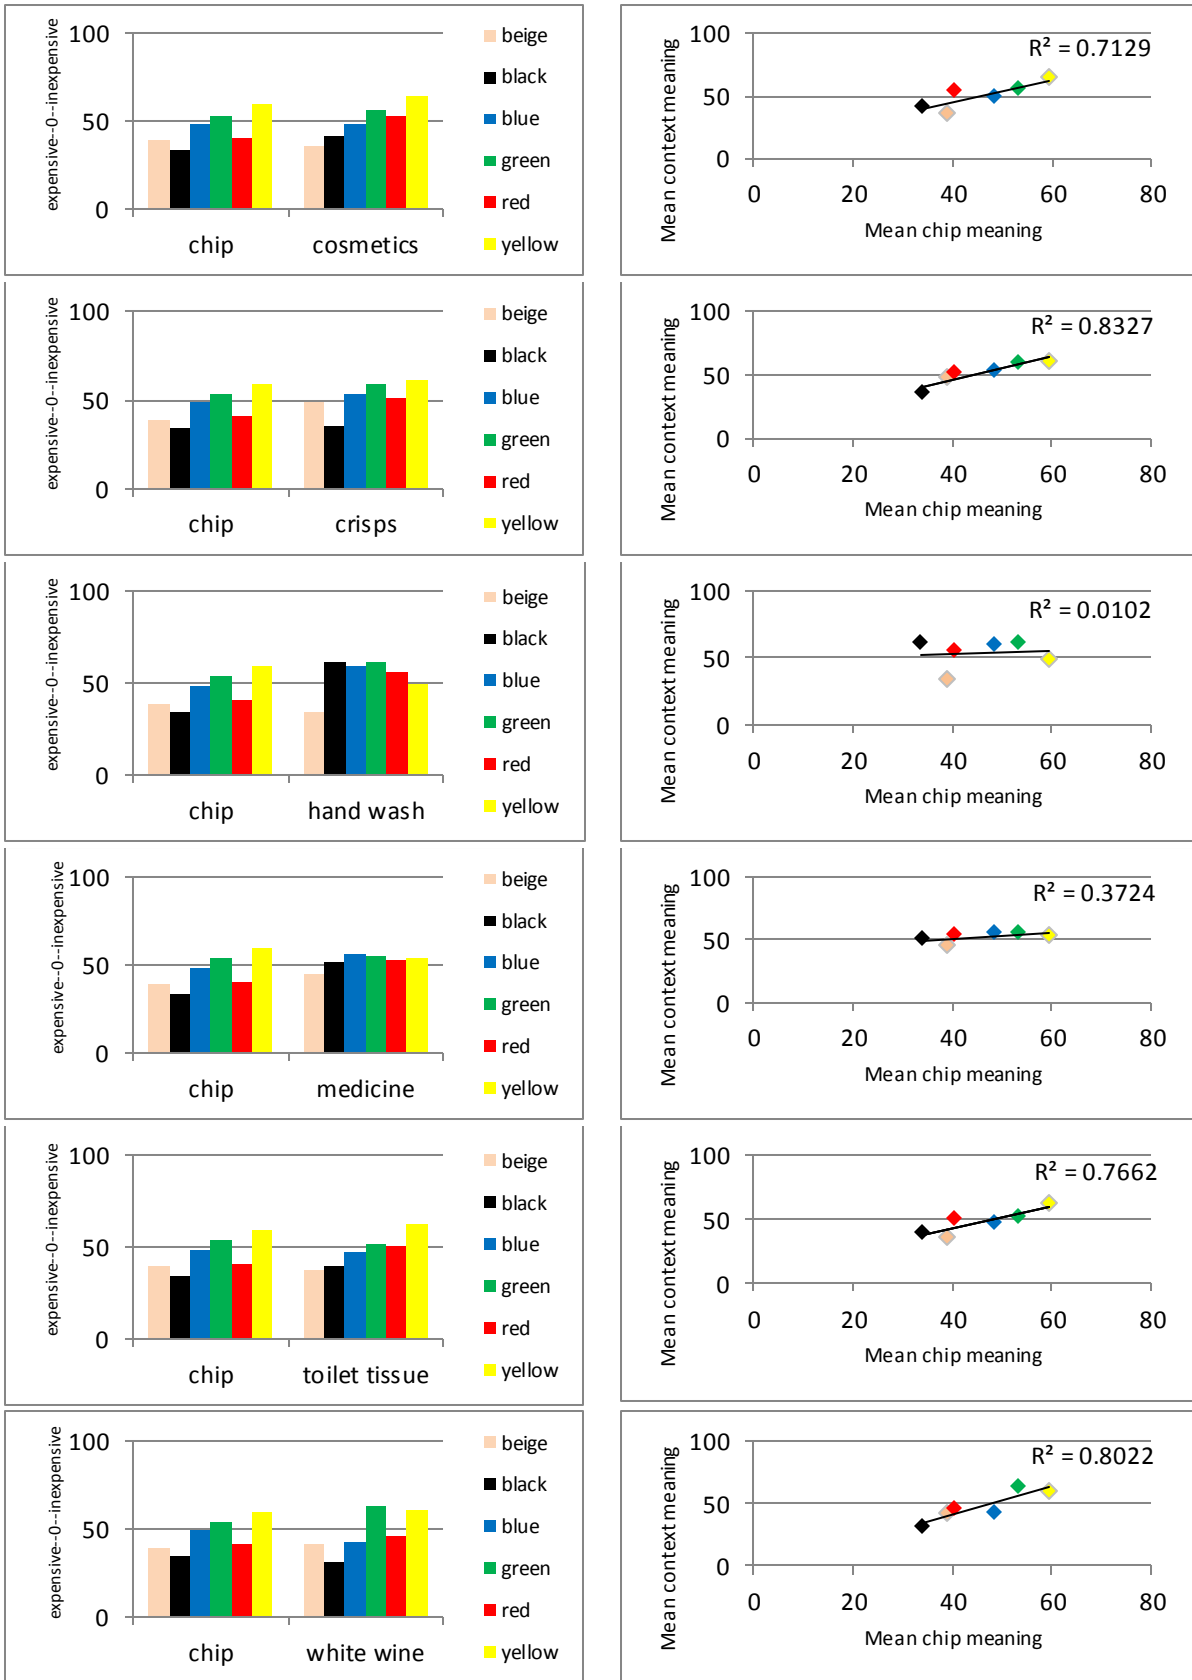 expensive--0--inexpensive
100
50
0
chip
cosmetics
beige
black
blue
green
red
yellow
Mean context meaning
100
50
0
R² = 0.7129
0 20 40 60 80
Mean chip meaning
expensive--0--inexpensive
100
50
0
chip
crisps
beige
black
blue
green
red
yellow
Mean context meaning
100
50
0
R² = 0.8327
0 20 40 60 80
Mean chip meaning
expensive--0--inexpensive
100
50
0
chip
hand wash
beige
black
blue
green
red
yellow
Mean context meaning
100
50
0
R² = 0.0102
0 20 40 60 80
Mean chip meaning
expensive--0--inexpensive
100
50
0
chip
medicine
beige
black
blue
green
red
yellow
Mean context meaning
100
50
0
R² = 0.3724
0 20 40 60 80
Mean chip meaning
expensive--0--inexpensive
100
50
0
chip
toilet tissue
beige
black
blue
green
red
yellow
Mean context meaning
100
50
0
R² = 0.7662
0 20 40 60 80
Mean chip meaning
expensive--0--inexpensive
100
50
0
chip
white wine
beige
black
blue
green
red
yellow
Mean context meaning
100
50
0
R² = 0.8022
0 20 40 60 80
Mean chip meaning